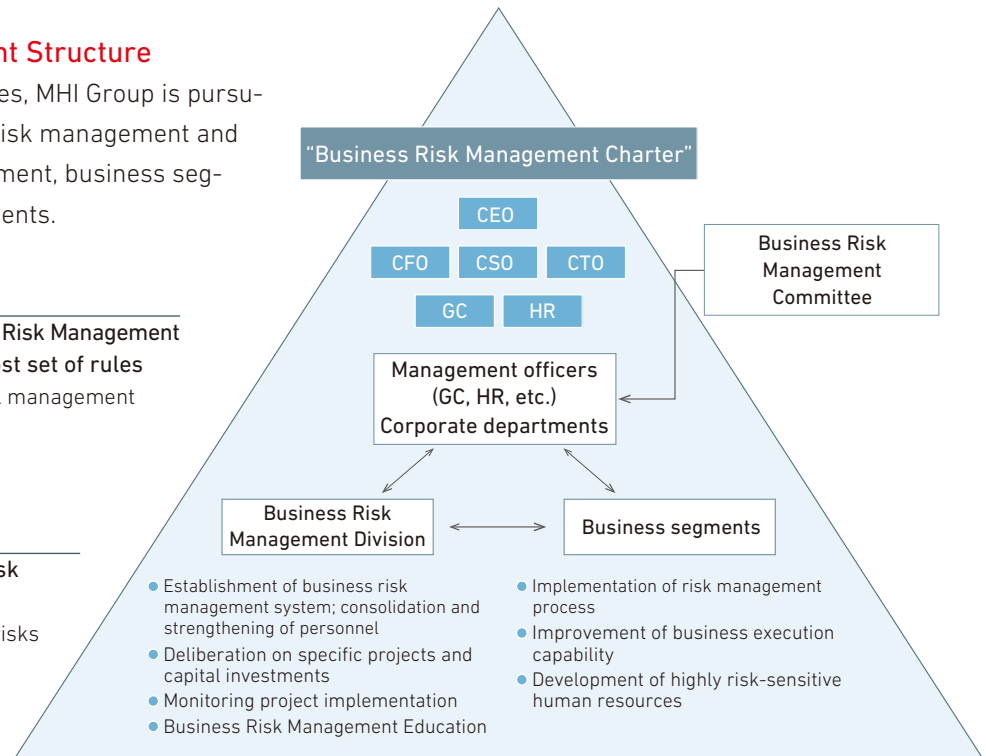 nt Structure
es, MHI Group is pursu-
risk management and
ment, business seg-
ents.
Risk Management
ost set of rules
management
sk
risks
"Business Risk Management Charter"
CEO
CFO CSO CTO
GC HR
Business Risk
Management
Committee
Management officers
(GC, HR, etc.)
Corporate departments
Business Risk
Management Division
Business segments
● Establishment of business risk
management system; consolidation and
strengthening of personnel
● Deliberation on specific projects and
capital investments
● Monitoring project implementation
● Business Risk Management Education
● Implementation of risk management
process
● Improvement of business execution
capability
● Development of highly risk-sensitive
human resources